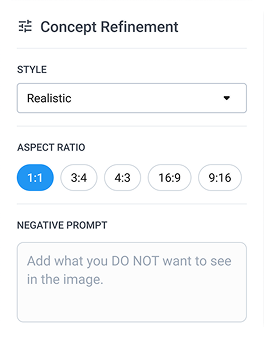 Concept Refinement
STYLE
Realistic
ASPECT RATIO
1:1 3:4 4:3 16:9 9:16
NEGATIVE PROMPT
Add what you DO NOT want to see
in the image.